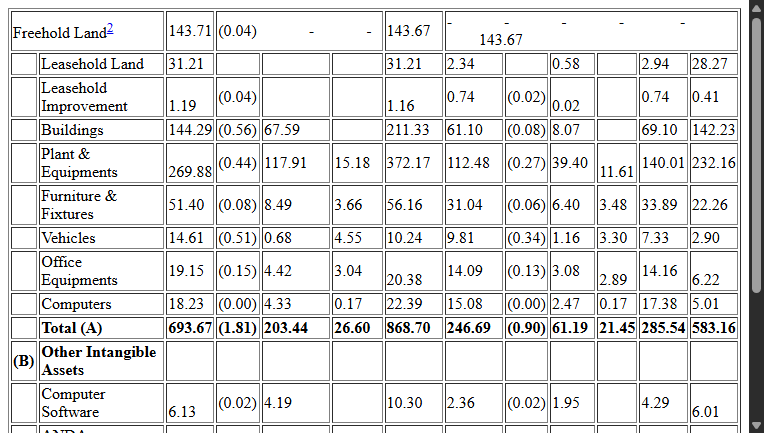 Freehold Land2 143.71 (0.04) - - 143.67 - - - - - 143.67
Leasehold Land 31.21 31.21 2.34 0.58 2.94 28.27
Leasehold
Improvement 1.19 (0.04) 1.16 0.74 (0.02) 0.02 0.74 0.41
Buildings 144.29 (0.56) 67.59 211.33 61.10 (0.08) 8.07 69.10 142.23
Plant &
Equipments 269.88 (0.44) 117.91 15.18 372.17 112.48 (0.27) 39.40 11.61 140.01 232.16
Furniture &
Fixtures 51.40 (0.08) 8.49 3.66 56.16 31.04 (0.06) 6.40 3.48 33.89 22.26
Vehicles 14.61 (0.51) 0.68 4.55 10.24 9.81 (0.34) 1.16 3.30 7.33 2.90
Office
Equipments 19.15 (0.15) 4.42 3.04 20.38 14.09 (0.13) 3.08 2.89 14.16 6.22
Computers 18.23 (0.00) 4.33 0.17 22.39 15.08 (0.00) 2.47 0.17 17.38 5.01
Total (A) 693.67 (1.81) 203.44 26.60 868.70 246.69 (0.90) 61.19 21.45 285.54 583.16
(B) Other Intangible
Assets
Computer
Software 6.13 (0.02) 4.19 10.30 2.36 (0.02) 1.95 4.29 6.01